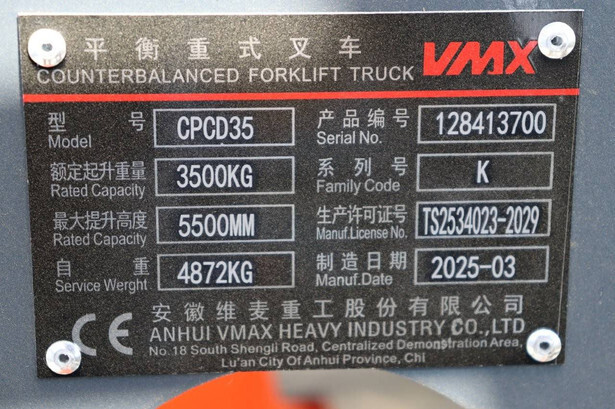 平衡重式叉车 VMX
COUNTERBALANCED FORKLIFT TRUCK
型号 CPCD35 产品编号 128413700
Model Serial No.
额定起升重量 3500KG 系列号 K
Rated Capacity Family Code
最大提升高度 5500MM 生产许可证号 TS2534023-2029
Rated Capacity Manuf.License No.
自重 4872KG 制造日期 2025-03
Service Werght Manuf.Date
安徽维麦重工股份有限公司
CE ANHUI VMAX HEAVY INDUSTRY CO.,LTD
No.18 South Shengli Road, Centralized Demonstration Area,
Lu'an City Of Anhui Province, Chi